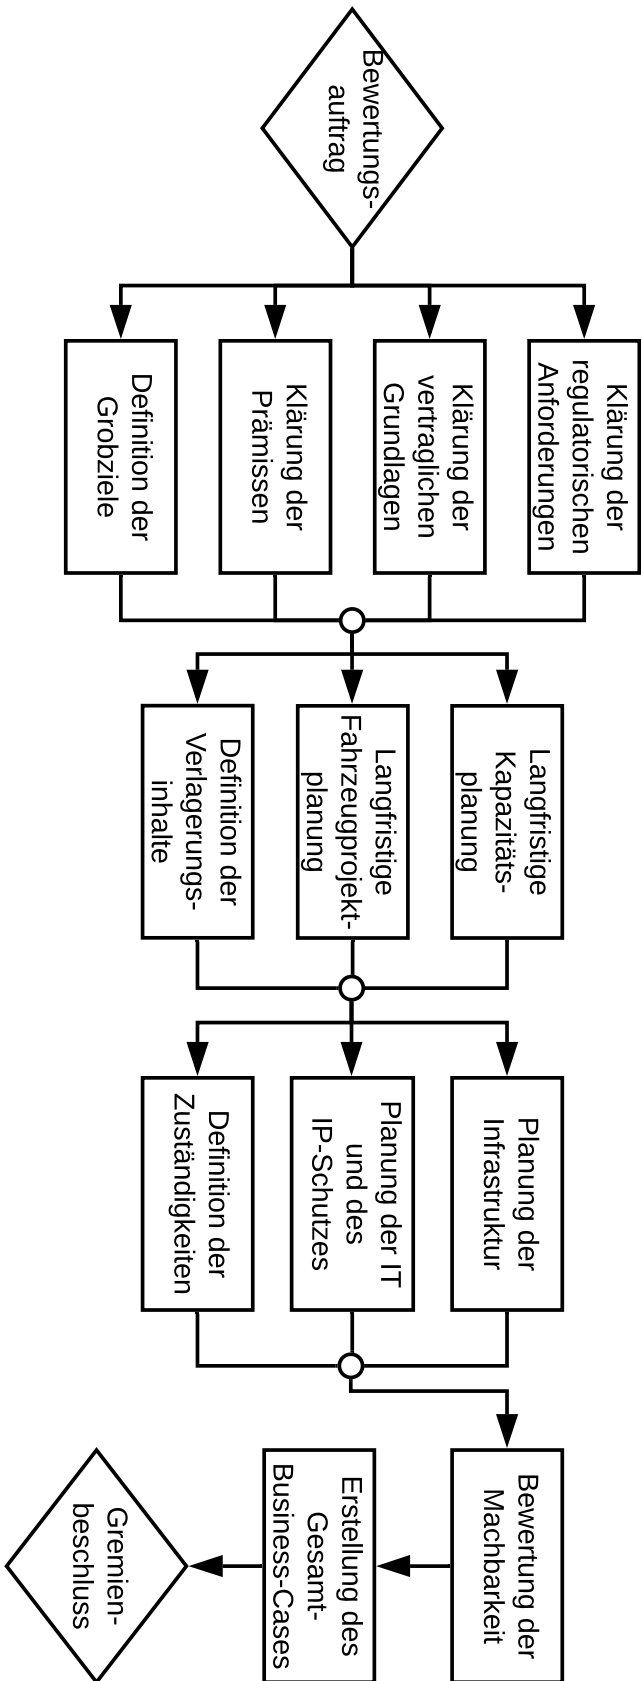 Bewertungs-
auftrag
Klärung der
regulatorischen
Anforderungen
Klärung der
vertraglichen
Grundlagen
Klärung der
Prämissen
Definition der
Grobziele
Langfristige
Kapazitäts-
planung
Langfristige
Fahrzeugprojekt-
planung
Definition der
Verlagerungs-
inhalte
Planung der
Infrastruktur
Planung der IT
und des
IP-Schutzes
Definition der
Zuständigkeiten
Bewertung der
Machbarkeit
Erstellung des
Gesamt-
Business-Cases
Gremien-
beschluss